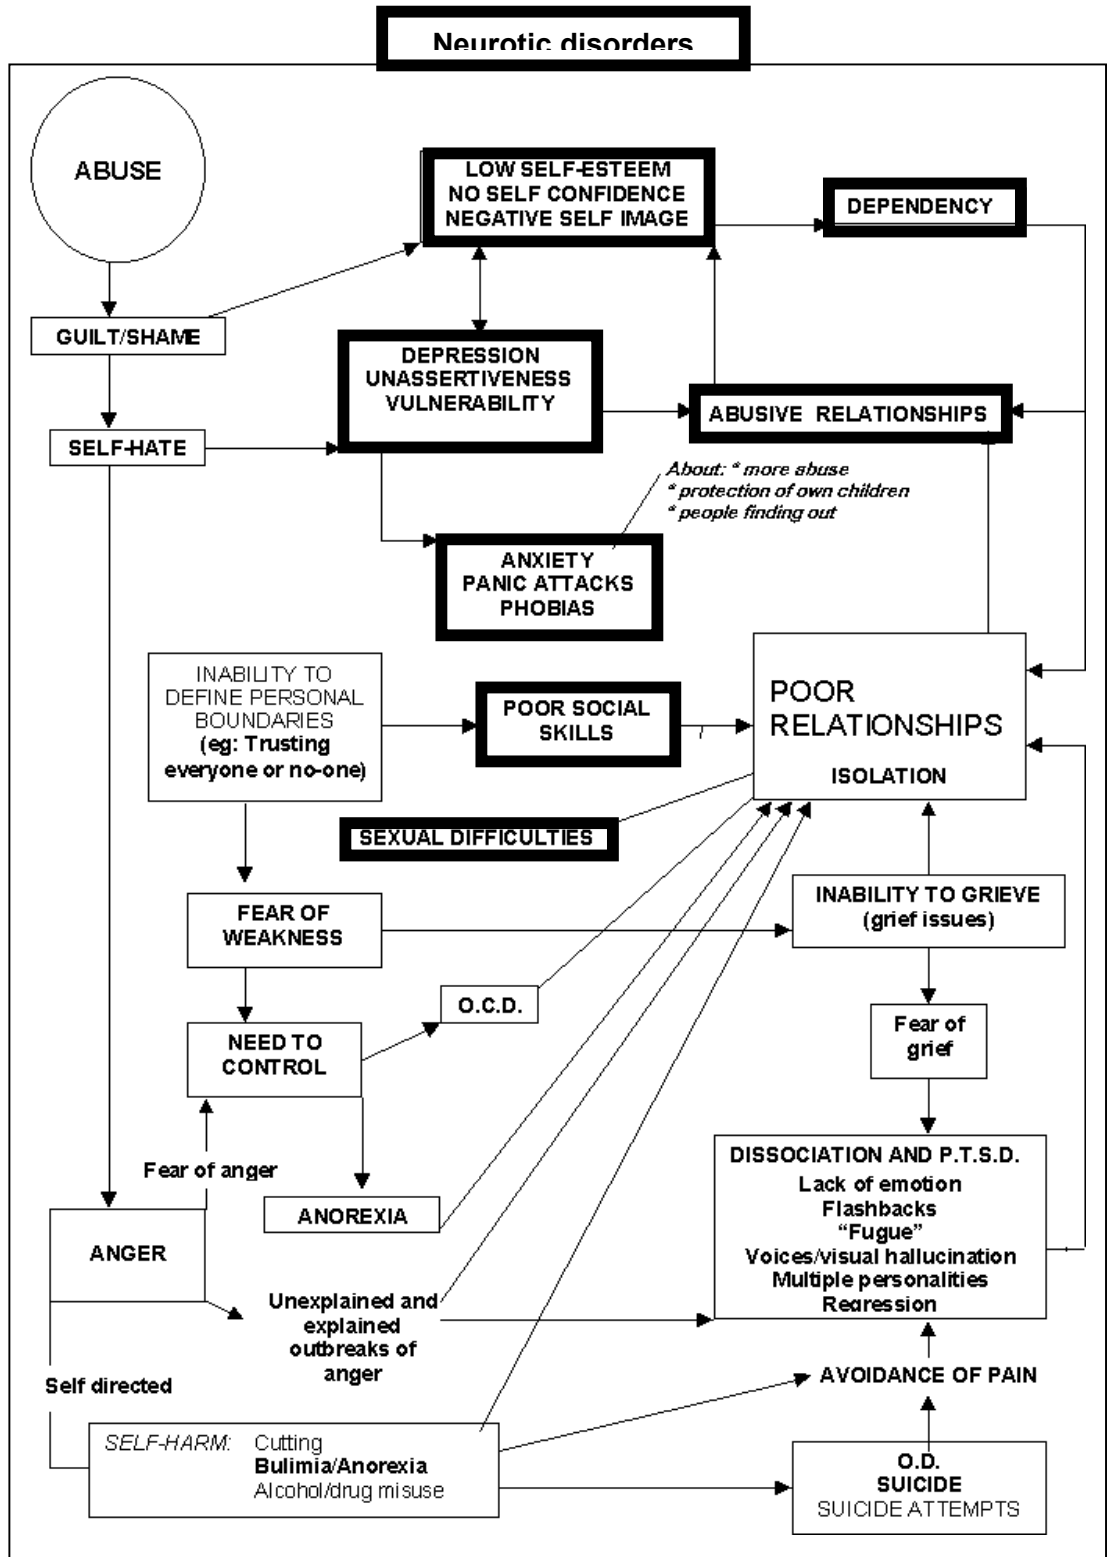 Neurotic disorders
ABUSE
LOW SELF-ESTEEM
NO SELF CONFIDENCE
NEGATIVE SELF IMAGE
DEPENDENCY
GUILT/SHAME
DEPRESSION
UNASSERTIVENESS
VULNERABILITY
ABUSIVE RELATIONSHIPS
SELF-HATE
About: * more abuse
* protection of own children
* people finding out
ANXIETY
PANIC ATTACKS
PHOBIAS
INABILITY TO
DEFINE PERSONAL
BOUNDARIES
(eg: Trusting
everyone or no-one)
POOR SOCIAL
SKILLS
POOR
RELATIONSHIPS
ISOLATION
SEXUAL DIFFICULTIES
FEAR OF
WEAKNESS
INABILITY TO GRIEVE
(grief issues)
O.C.D.
NEED TO
CONTROL
Fear of
grief
Fear of anger
ANOREXIA
DISSOCIATION AND P.T.S.D.
Lack of emotion
Flashbacks
“Fugue”
Voices/visual hallucination
Multiple personalities
Regression
ANGER
Unexplained and
explained
outbreaks of
anger
Self directed
AVOIDANCE OF PAIN
SELF-HARM: Cutting
Bulimia/Anorexia
Alcohol/drug misuse
O.D.
SUICIDE
SUICIDE ATTEMPTS